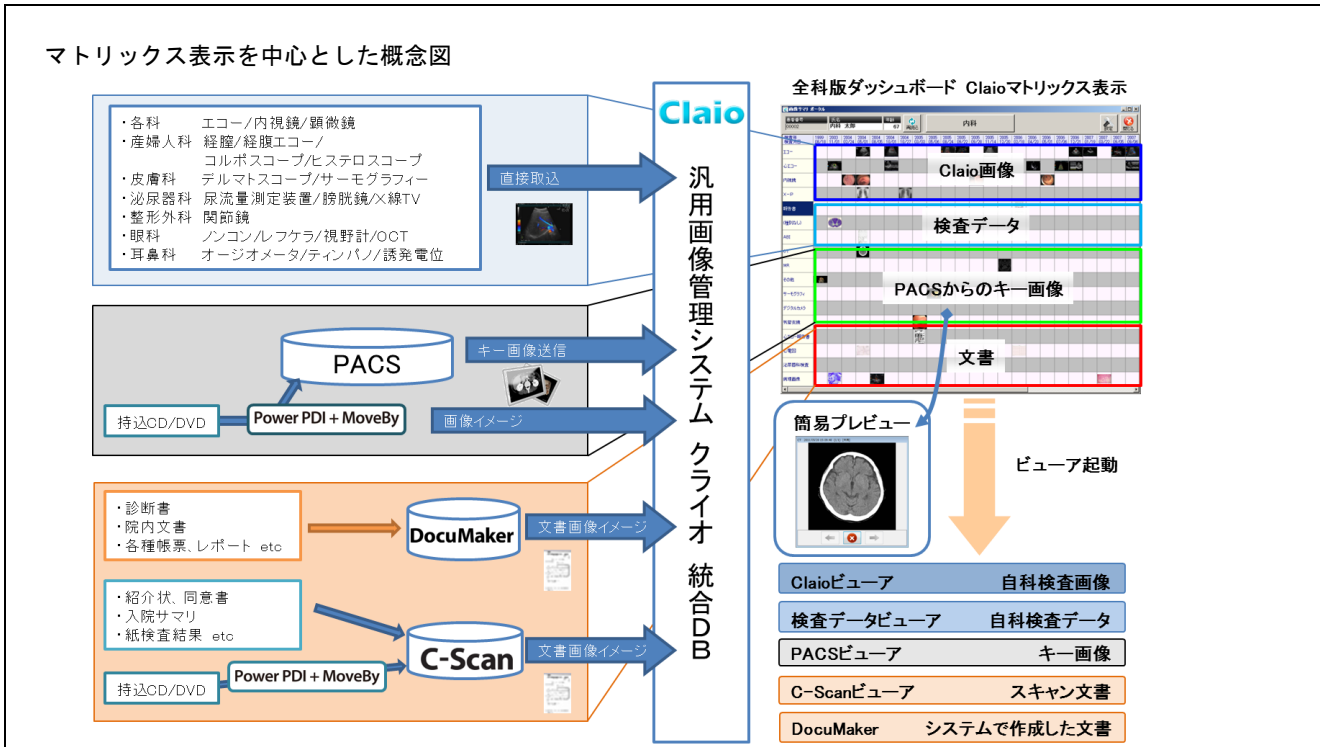 マトリックス表示を中心とした概念図
・各科 エコー/内視鏡/顕微鏡
・産婦人科 経膣/経腹エコー/
コルポスコープ/ヒステロスコープ
・皮膚科 デルマトスコープ/サーモグラフィー
・泌尿器科 尿流量測定装置/膀胱鏡/X線TV
・整形外科 関節鏡
・眼科 ノンコン/レフケラ/視野計/OCT
・耳鼻科 オージオメータ/ティンパノ/誘発電位
直接取込
PACS
キー画像送信
持込CD/DVD
Power PDI + MoveBy
画像イメージ
・診断書
・院内文書
・各種帳票、レポート etc
DocuMaker
文書画像イメージ
・紹介状、同意書
・入院サマリ
・紙検査結果 etc
C-Scan
文書画像イメージ
持込CD/DVD
Power PDI + MoveBy
Claio
汎用画像管理システム クライオ 統合DB
全科版ダッシュボード Claioマトリックス表示
内科 太郎
67
内科
エコー
内視鏡
Claio画像
検査データ
PACSからのキー画像
文書
簡易プレビュー
ビューア起動
Claioビューア 自科検査画像
検査データビューア 自科検査データ
PACSビューア キー画像
C-Scanビューア スキャン文書
DocuMaker システムで作成した文書